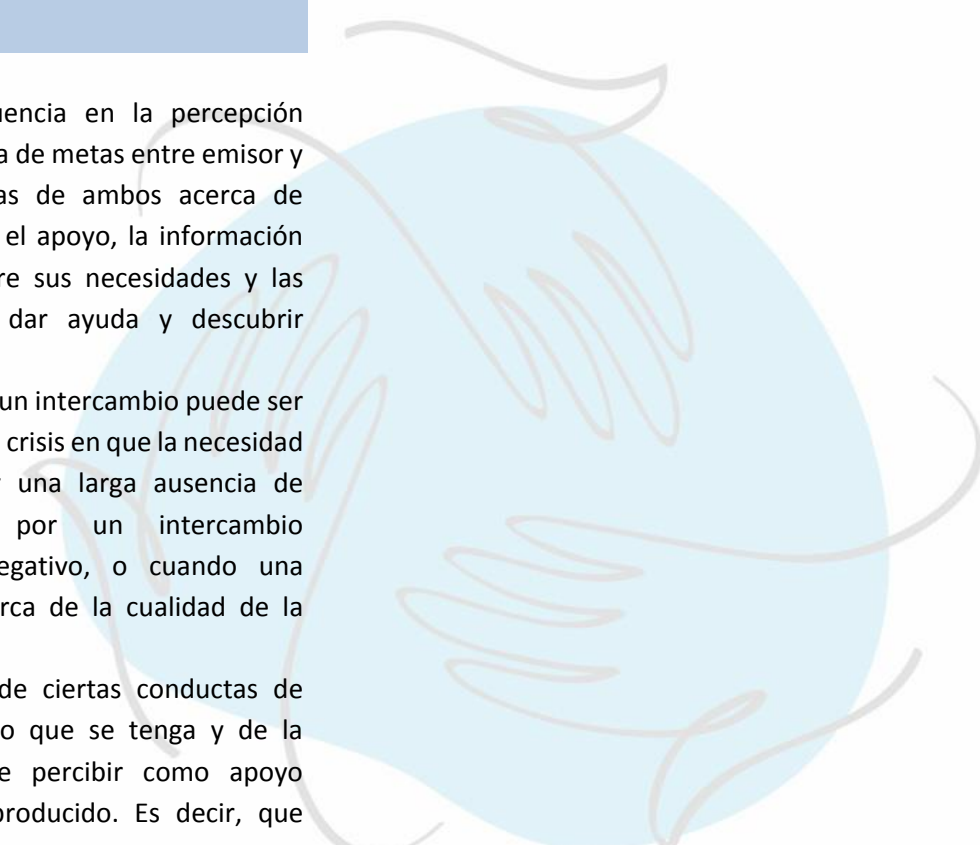 uencia en la percepción
a de metas entre emisor y
as de ambos acerca de
el apoyo, la información
re sus necesidades y las
dar ayuda y descubrir
un intercambio puede ser
crisis en que la necesidad
una larga ausencia de
por un intercambio
egativo, o cuando una
rca de la cualidad de la
de ciertas conductas de
o que se tenga y de la
e percibir como apoyo
producido. Es decir, que